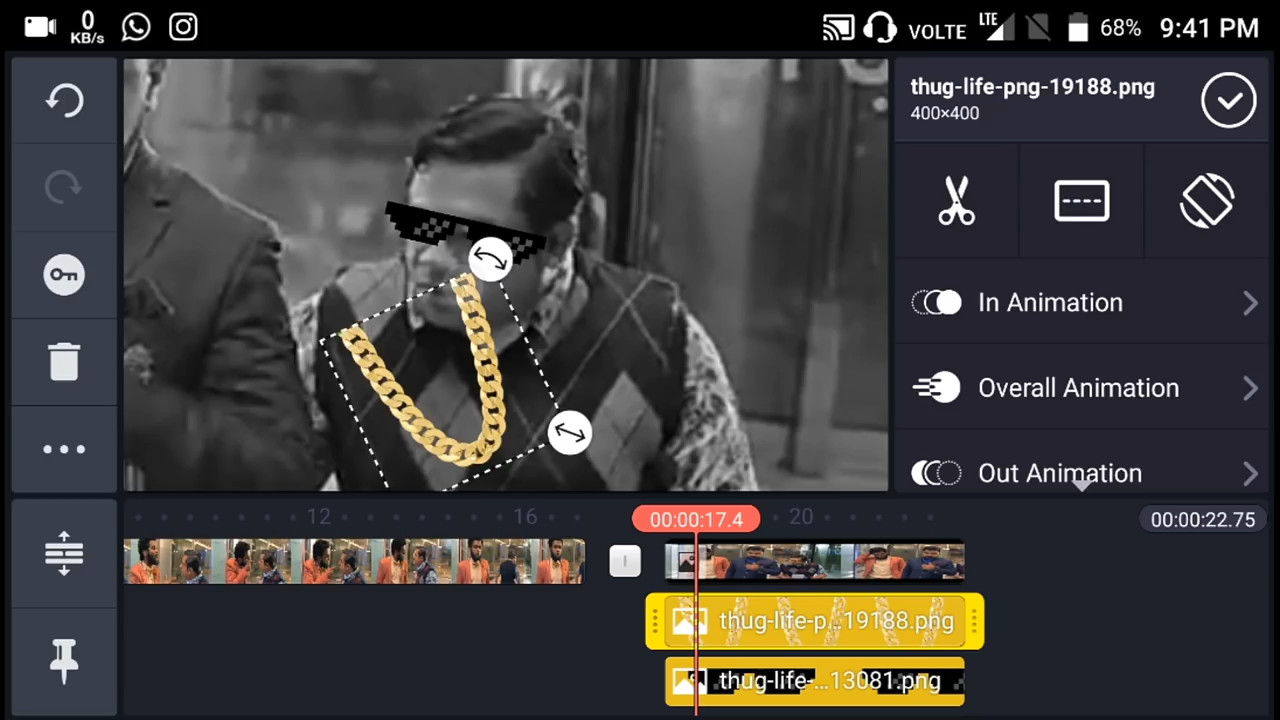 0
KB/s
VOLTE
LTE
68%
9:41 PM
thug-life-png-19188.png
400×400
In Animation
Overall Animation
Out Animation
12
16
00:00:17.4
20
00:00:22.75
thug-life-p...19188.png
thug-life-...13081.png